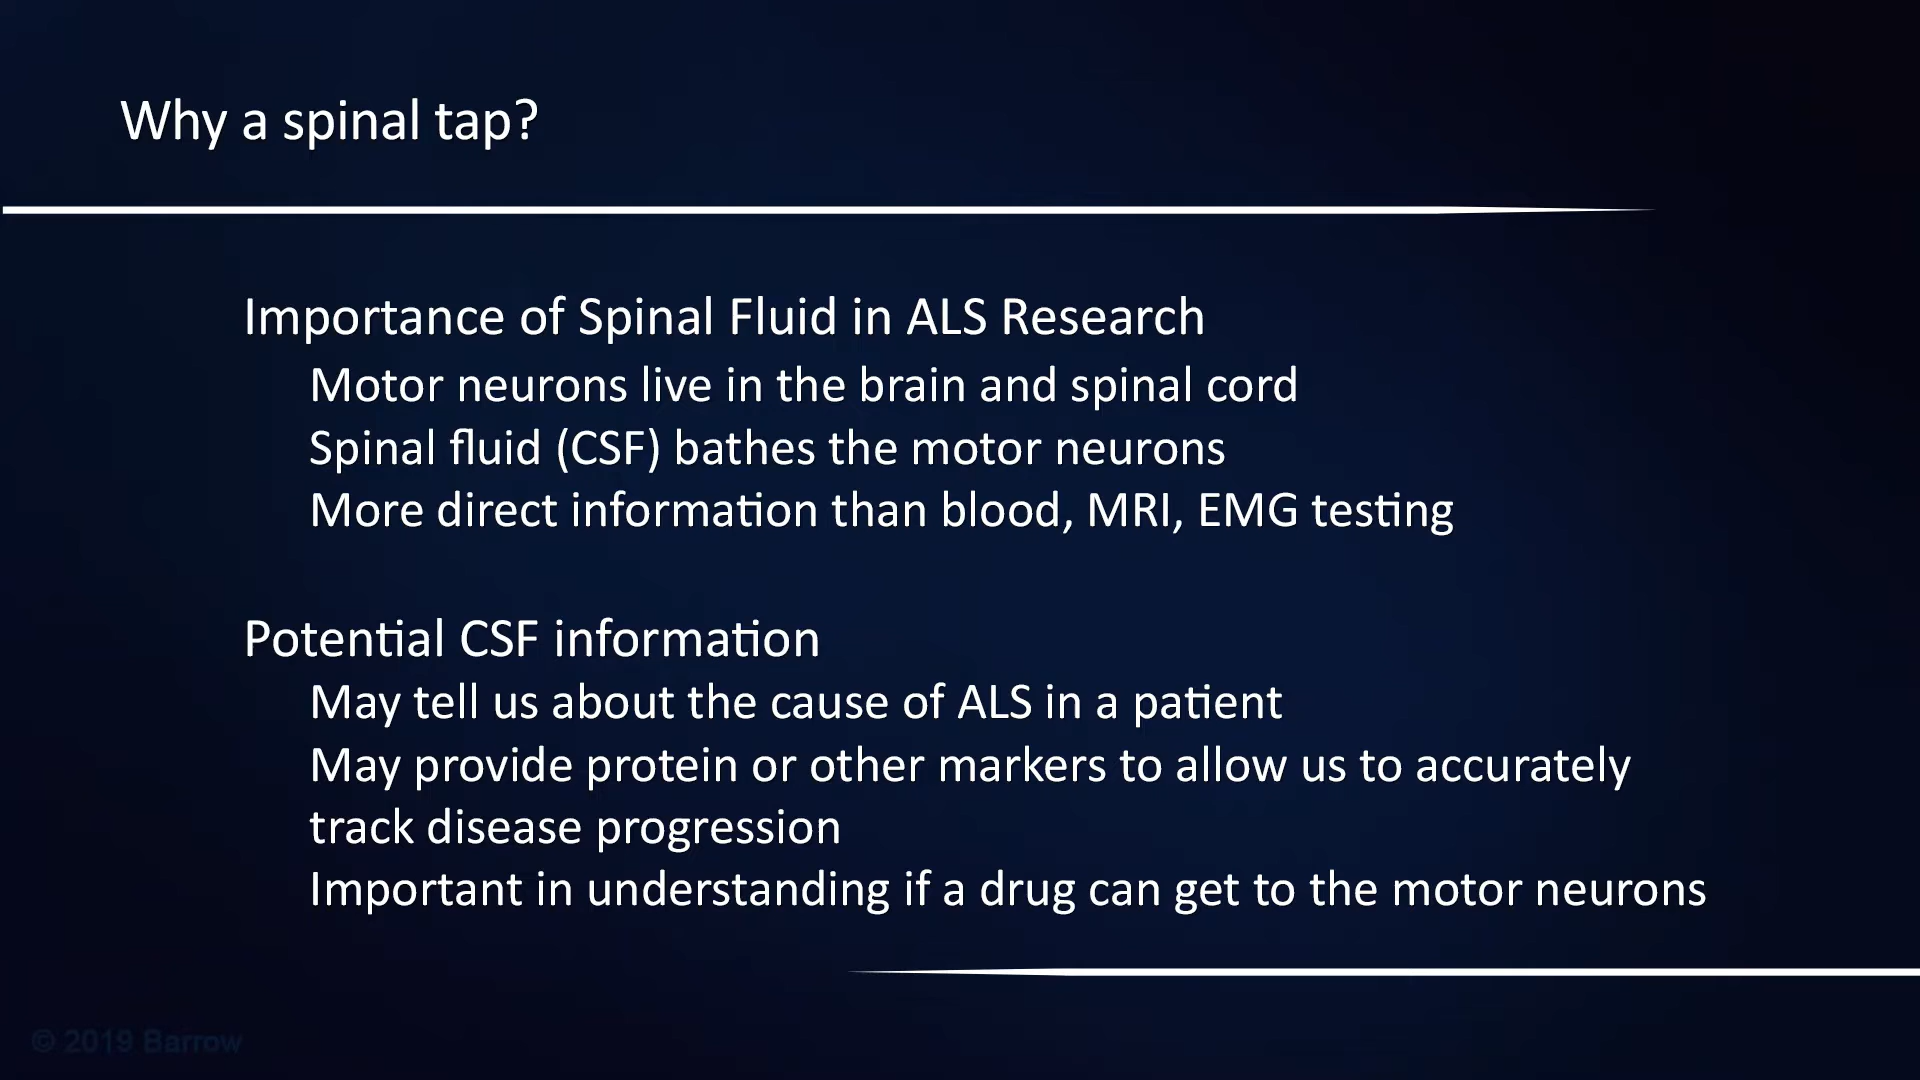 Why a spinal tap?
Importance of Spinal Fluid in ALS Research
Motor neurons live in the brain and spinal cord
Spinal fluid (CSF) bathes the motor neurons
More direct information than blood, MRI, EMG testing
Potential CSF information
May tell us about the cause of ALS in a patient
May provide protein or other markers to allow us to accurately
track disease progression
Important in understanding if a drug can get to the motor neurons
© 2019 Barrow